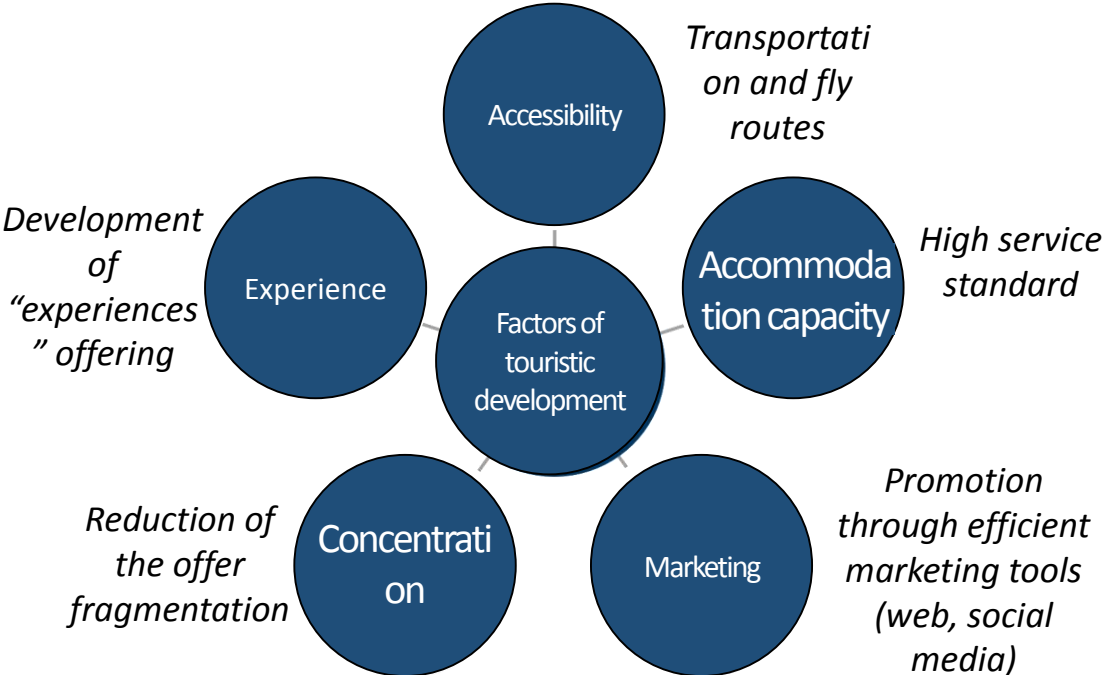 Accessibility
Transportati
on and fly
routes
Accommoda
tion capacity
High service
standard
Marketing
Promotion
through efficient
marketing tools
(web, social
media)
Concentrati
on
Reduction of
the offer
fragmentation
Experience
Development
of
“experiences
” offering
Factors of
touristic
development